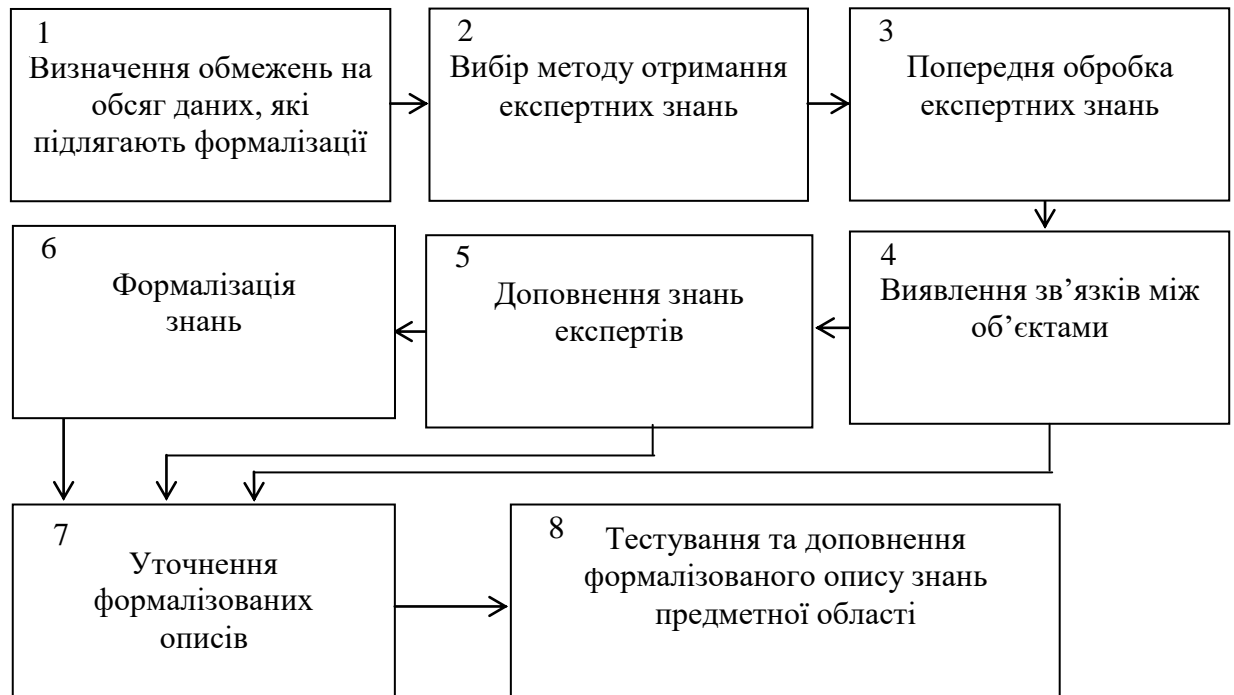 1
Визначення обмежень на
обсяг даних, які
підлягають формалізації
2
Вибір методу отримання
експертних знань
3
Попередня обробка
експертних знань
4
Виявлення зв’язків між
об’єктами
5
Доповнення знань
експертів
6
Формалізація
знань
7
Уточнення
формалізованих
описів
8
Тестування та доповнення
формалізованого опису знань
предметної області